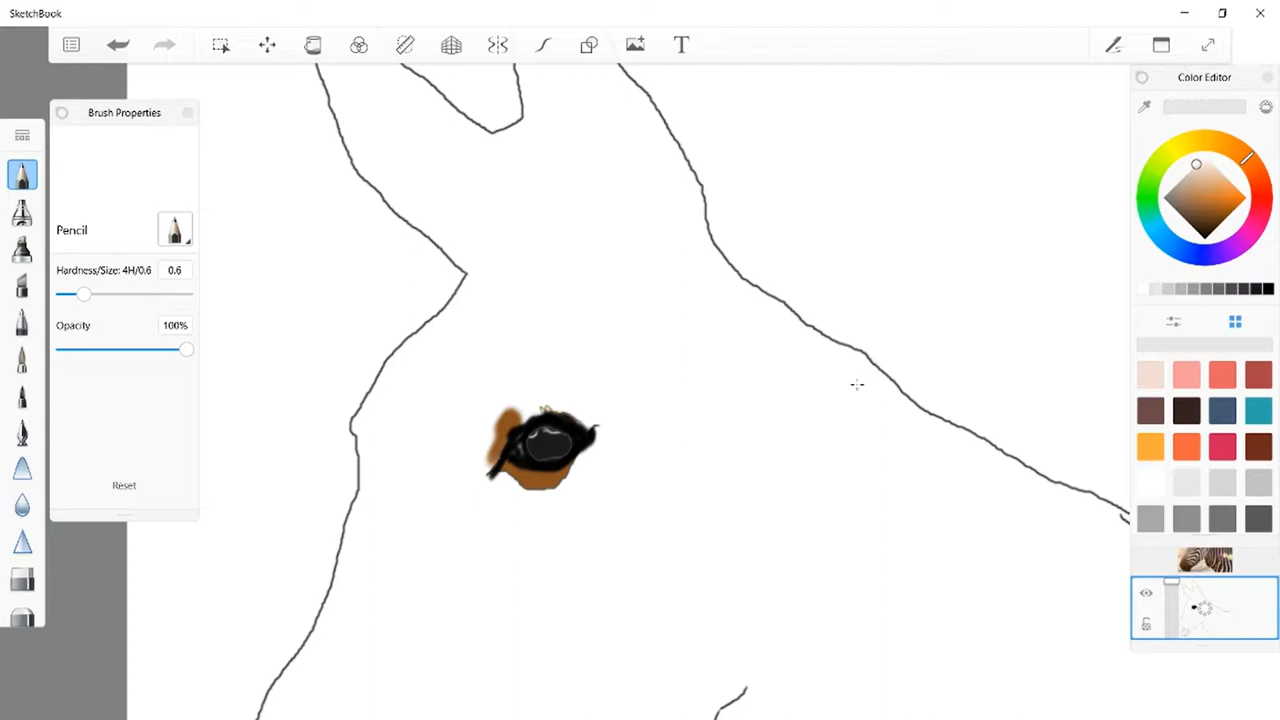 SketchBook
T
Brush Properties
Color Editor
Pencil
Hardness/Size: 4H/0.6 0.6
Opacity 100%
Reset